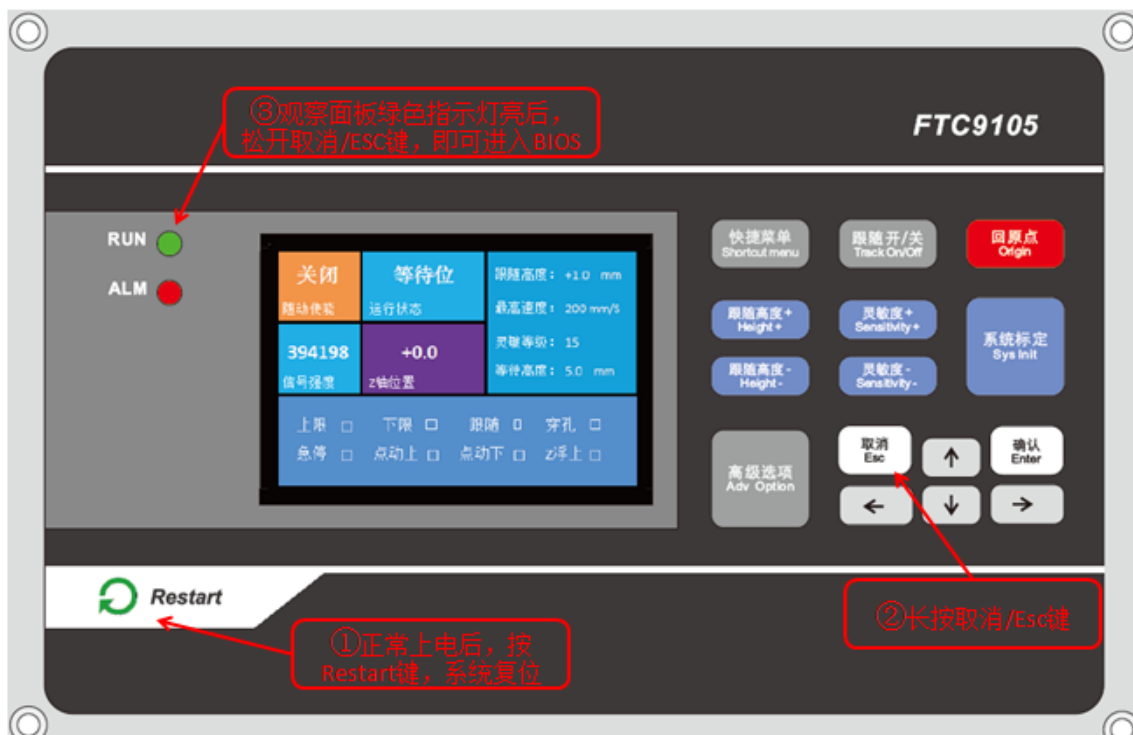 ③观察面板绿色指示灯亮后，
松开取消/ESC键，即可进入BIOS
FTC9105
RUN
ALM
关闭
随动使能
等待位
运行状态
跟随高度：+1.0 mm
最高速度：200 mm/S
灵敏等级：15
等待高度：5.0 mm
394198
信号强度
+0.0
z轴位置
上限 □ 下限 □ 跟随 □ 穿孔 □
急停 □ 点动上 □ 点动下 □ z浮上 □
快捷菜单
Shortcut menu
跟随开/关
Track On/Off
回原点
Origin
跟随高度+
Height +
灵敏度+
Sensitivity +
系统标定
Sys Init
跟随高度-
Height -
灵敏度-
Sensitivity -
高级选项
Adv Option
取消
Esc
↑
确认
Enter
←
↓
→
Restart
①正常上电后，按
Restart键，系统复位
②长按取消/Esc键